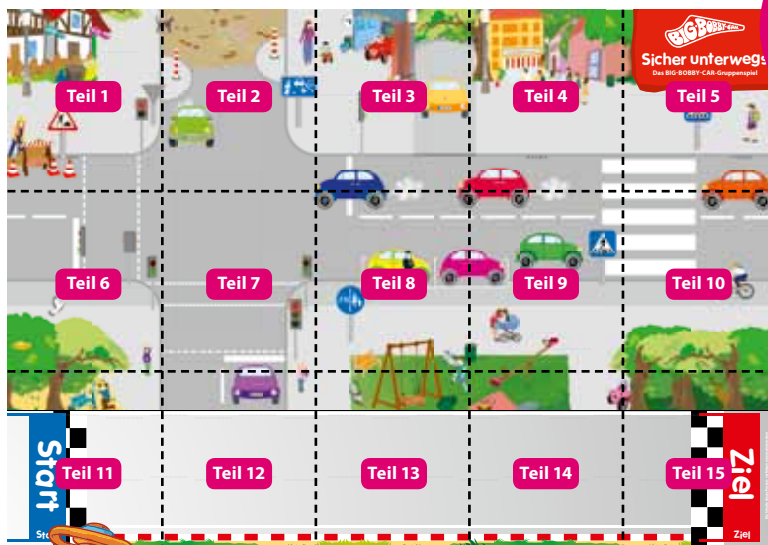 BIG-BOBBY-CAR
Sicher unterwegs
Das BIG-BOBBY-CAR-Gruppenspiel
Teil 1
Teil 2
Teil 3
Teil 4
Teil 5
Teil 6
Teil 7
Teil 8
Teil 9
Teil 10
Start
Teil 11
Teil 12
Teil 13
Teil 14
Teil 15
Ziel
Ziel